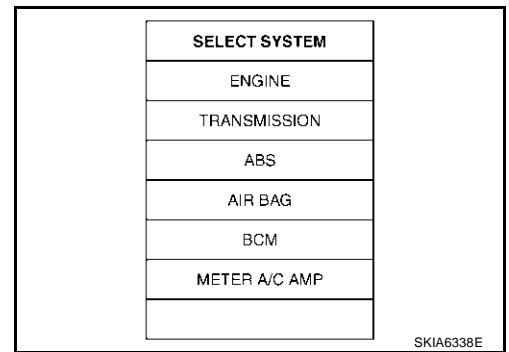 SELECT SYSTEM
ENGINE
TRANSMISSION
ABS
AIR BAG
BCM
METER A/C AMP
SKIA6338E